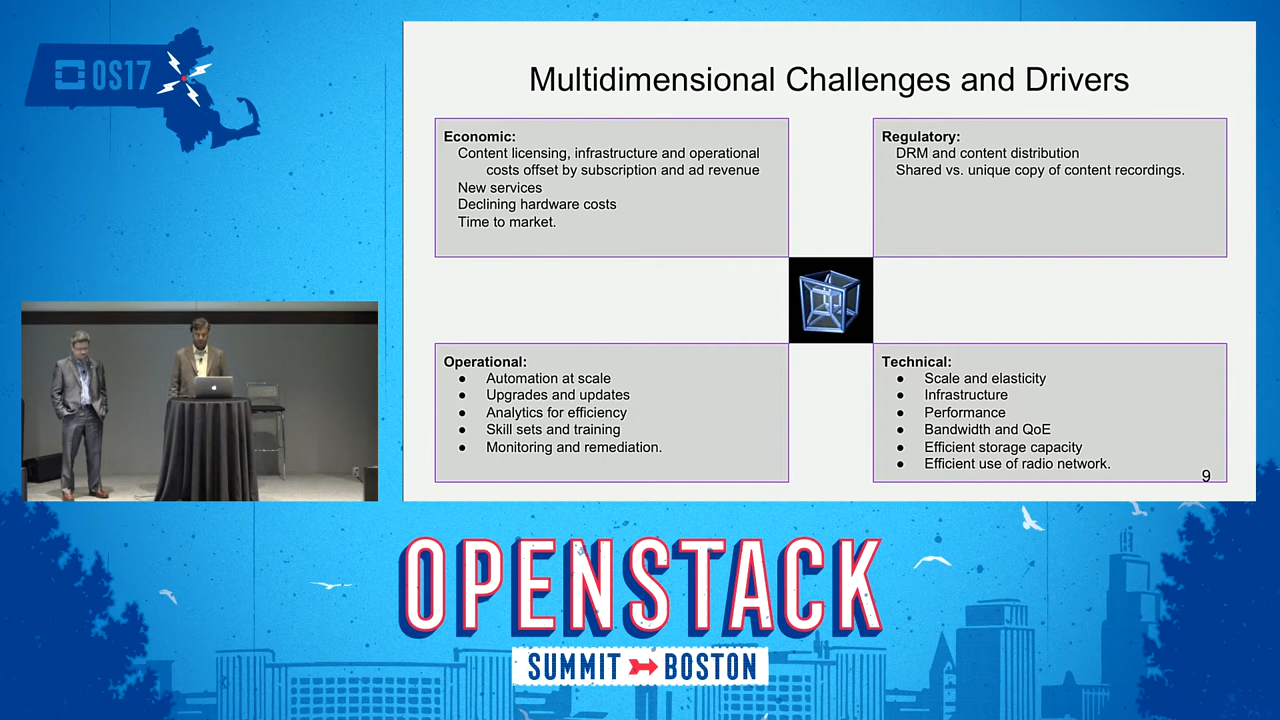 OS17
Multidimensional Challenges and Drivers
Economic:
Content licensing, infrastructure and operational
costs offset by subscription and ad revenue
New services
Declining hardware costs
Time to market.
Regulatory:
DRM and content distribution
Shared vs. unique copy of content recordings.
Operational:
● Automation at scale
● Upgrades and updates
● Analytics for efficiency
● Skill sets and training
● Monitoring and remediation.
Technical:
● Scale and elasticity
● Infrastructure
● Performance
● Bandwidth and QoE
● Efficient storage capacity
● Efficient use of radio network.
9
OPENSTACK
SUMMIT BOSTON